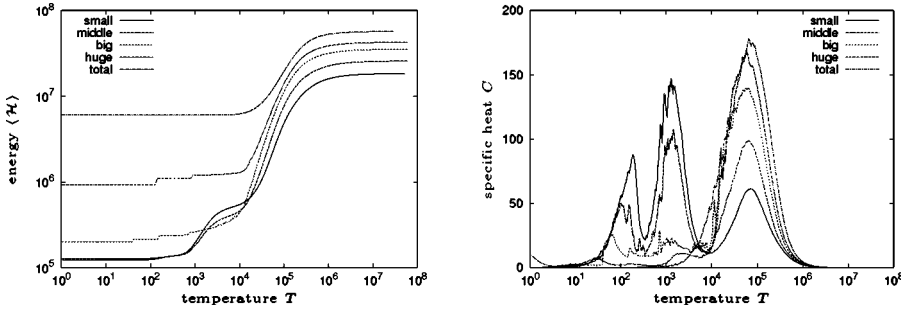 small
middle
big
huge
total
energy ⟨ℋ⟩
10^8
10^7
10^6
10^5
10^0 10^1 10^2 10^3 10^4 10^5 10^6 10^7 10^8
temperature T
small
middle
big
huge
total
specific heat C
200
150
100
50
0
10^0 10^1 10^2 10^3 10^4 10^5 10^6 10^7 10^8
temperature T